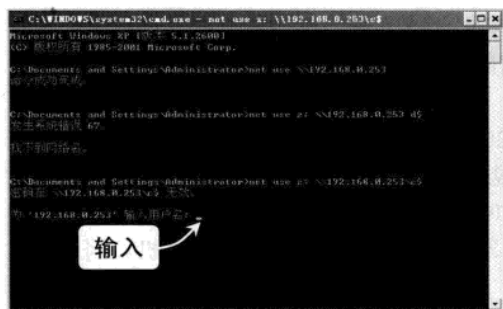 C:\WINDOWS\system32\cmd.exe - net use z: \\192.168.0.253\c$
Microsoft Windows XP [版本 5.1.2600]
(C) 版权所有 1985-2001 Microsoft Corp.
C:\Documents and Settings\Administrator>net use \\192.168.0.253
命令成功完成。
C:\Documents and Settings\Administrator>net use z: \\192.168.0.253 d$
发生系统错误 67。
找不到网络名。
C:\Documents and Settings\Administrator>net use z: \\192.168.0.253\c$
密码在 \\192.168.0.253\c$ 无效。
为 '192.168.0.253' 输入用户名: _
输入